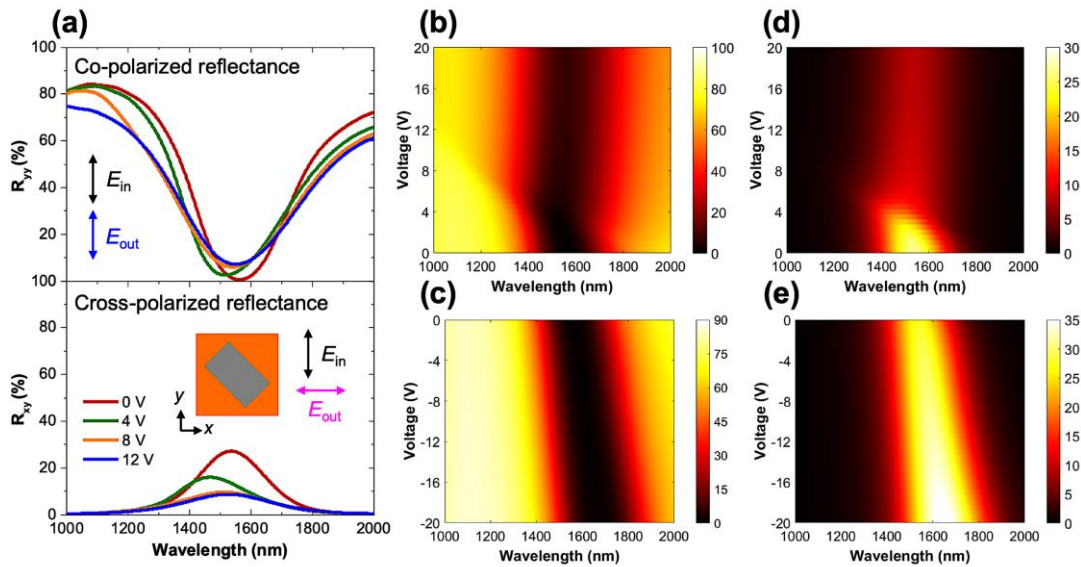 (a)
100
80
60
40
20
100
80
60
40
20
0
R_yy (%)
R_xy (%)
Co-polarized reflectance
E_in
E_out
Cross-polarized reflectance
E_in
E_out
y
x
0 V
4 V
8 V
12 V
1000 1200 1400 1600 1800 2000
Wavelength (nm)
(b)
20
16
12
8
4
0
Voltage (V)
1000 1200 1400 1600 1800 2000
Wavelength (nm)
100
80
60
40
20
0
(d)
20
16
12
8
4
0
Voltage (V)
1000 1200 1400 1600 1800 2000
Wavelength (nm)
30
25
20
15
10
5
0
(c)
0
-4
-8
-12
-16
-20
Voltage (V)
1000 1200 1400 1600 1800 2000
Wavelength (nm)
90
75
60
45
30
15
0
(e)
0
-4
-8
-12
-16
-20
Voltage (V)
1000 1200 1400 1600 1800 2000
Wavelength (nm)
35
30
25
20
15
10
5
0